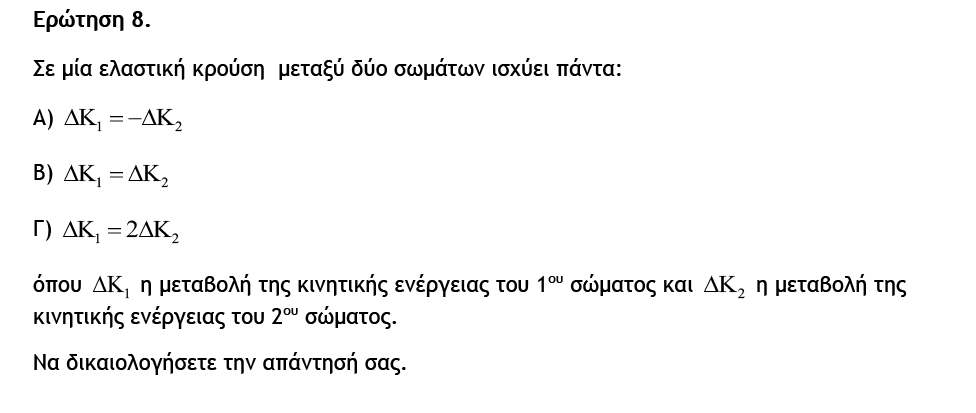 Ερώτηση 8.
Σε μία ελαστική κρούση μεταξύ δύο σωμάτων ισχύει πάντα:
Α) ΔΚ₁ = −ΔΚ₂
Β) ΔΚ₁ = ΔΚ₂
Γ) ΔΚ₁ = 2ΔΚ₂
όπου ΔΚ₁ η μεταβολή της κινητικής ενέργειας του 1ου σώματος και ΔΚ₂ η μεταβολή της
κινητικής ενέργειας του 2ου σώματος.
Να δικαιολογήσετε την απάντησή σας.